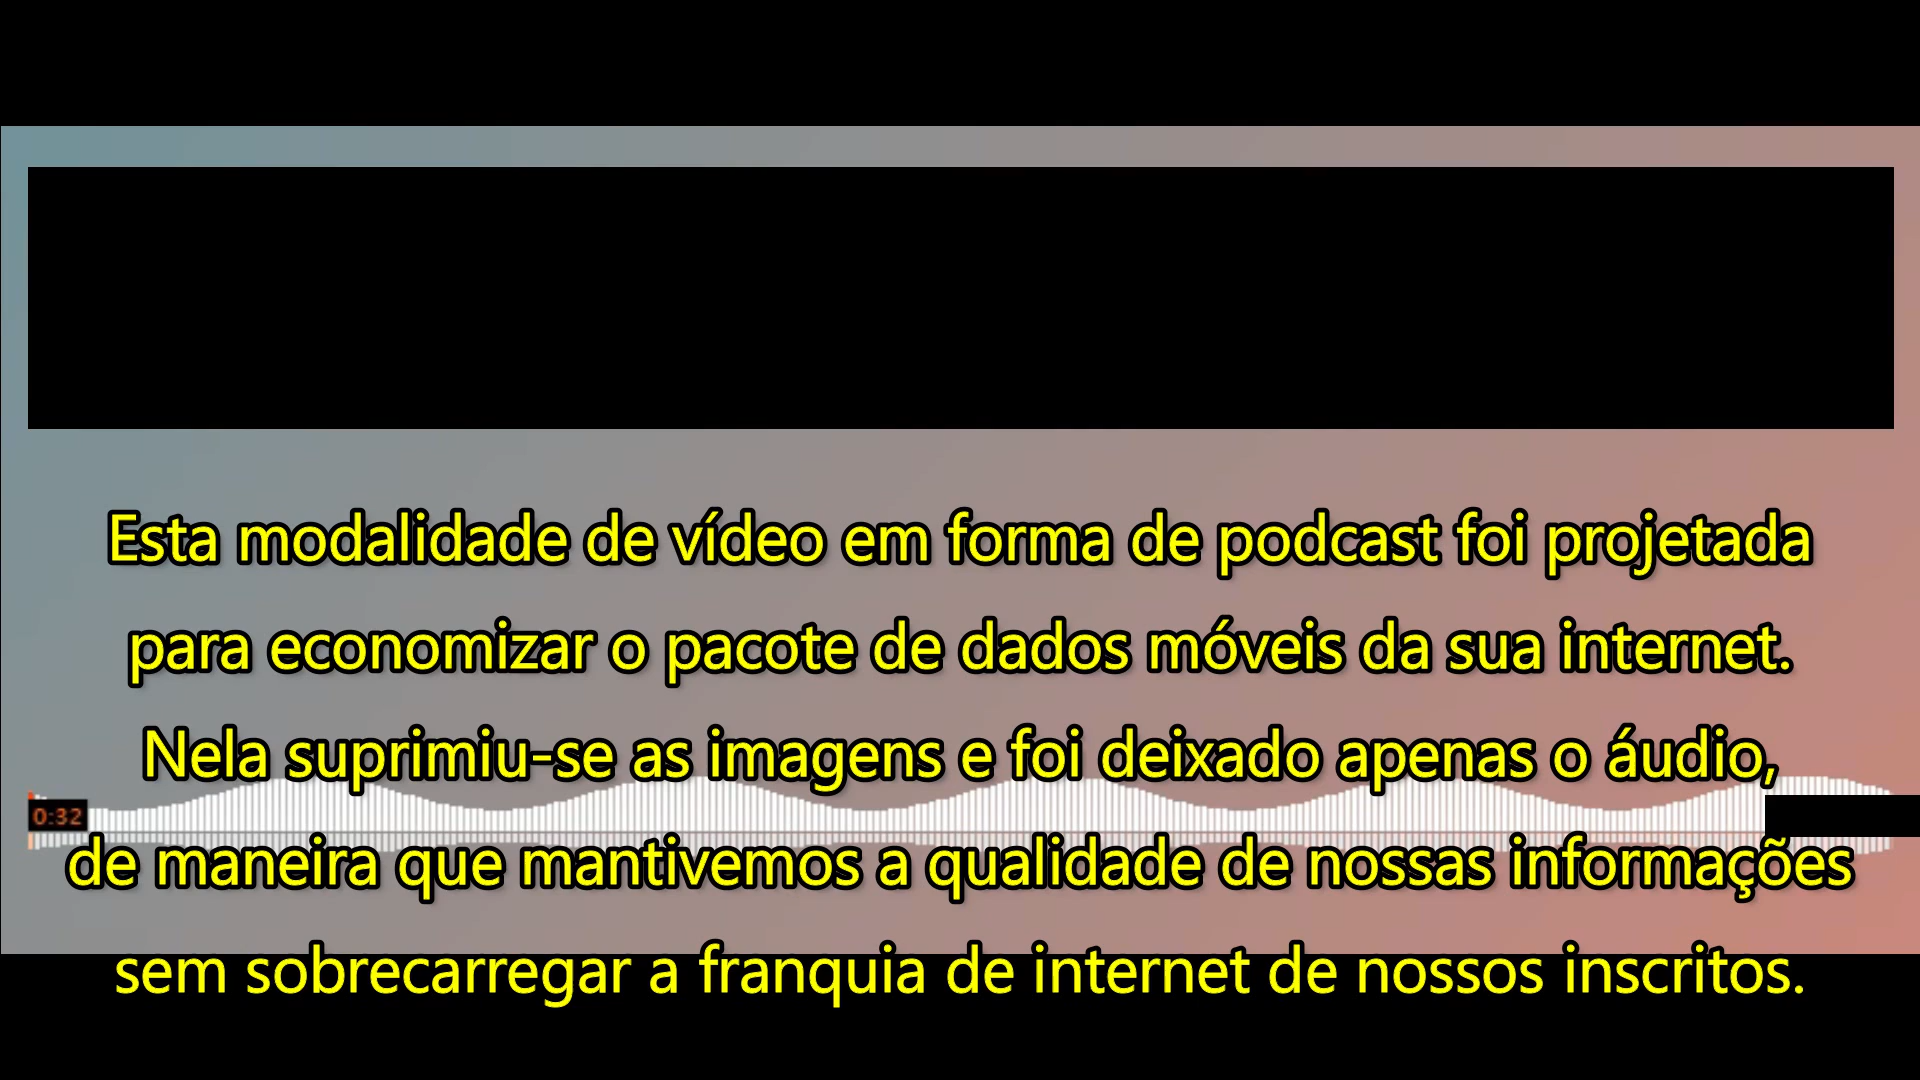 Esta modalidade de vídeo em forma de podcast foi projetada
para economizar o pacote de dados móveis da sua internet.
Nela suprimiu-se as imagens e foi deixado apenas o áudio,
0:32
de maneira que mantivemos a qualidade de nossas informações
sem sobrecarregar a franquia de internet de nossos inscritos.